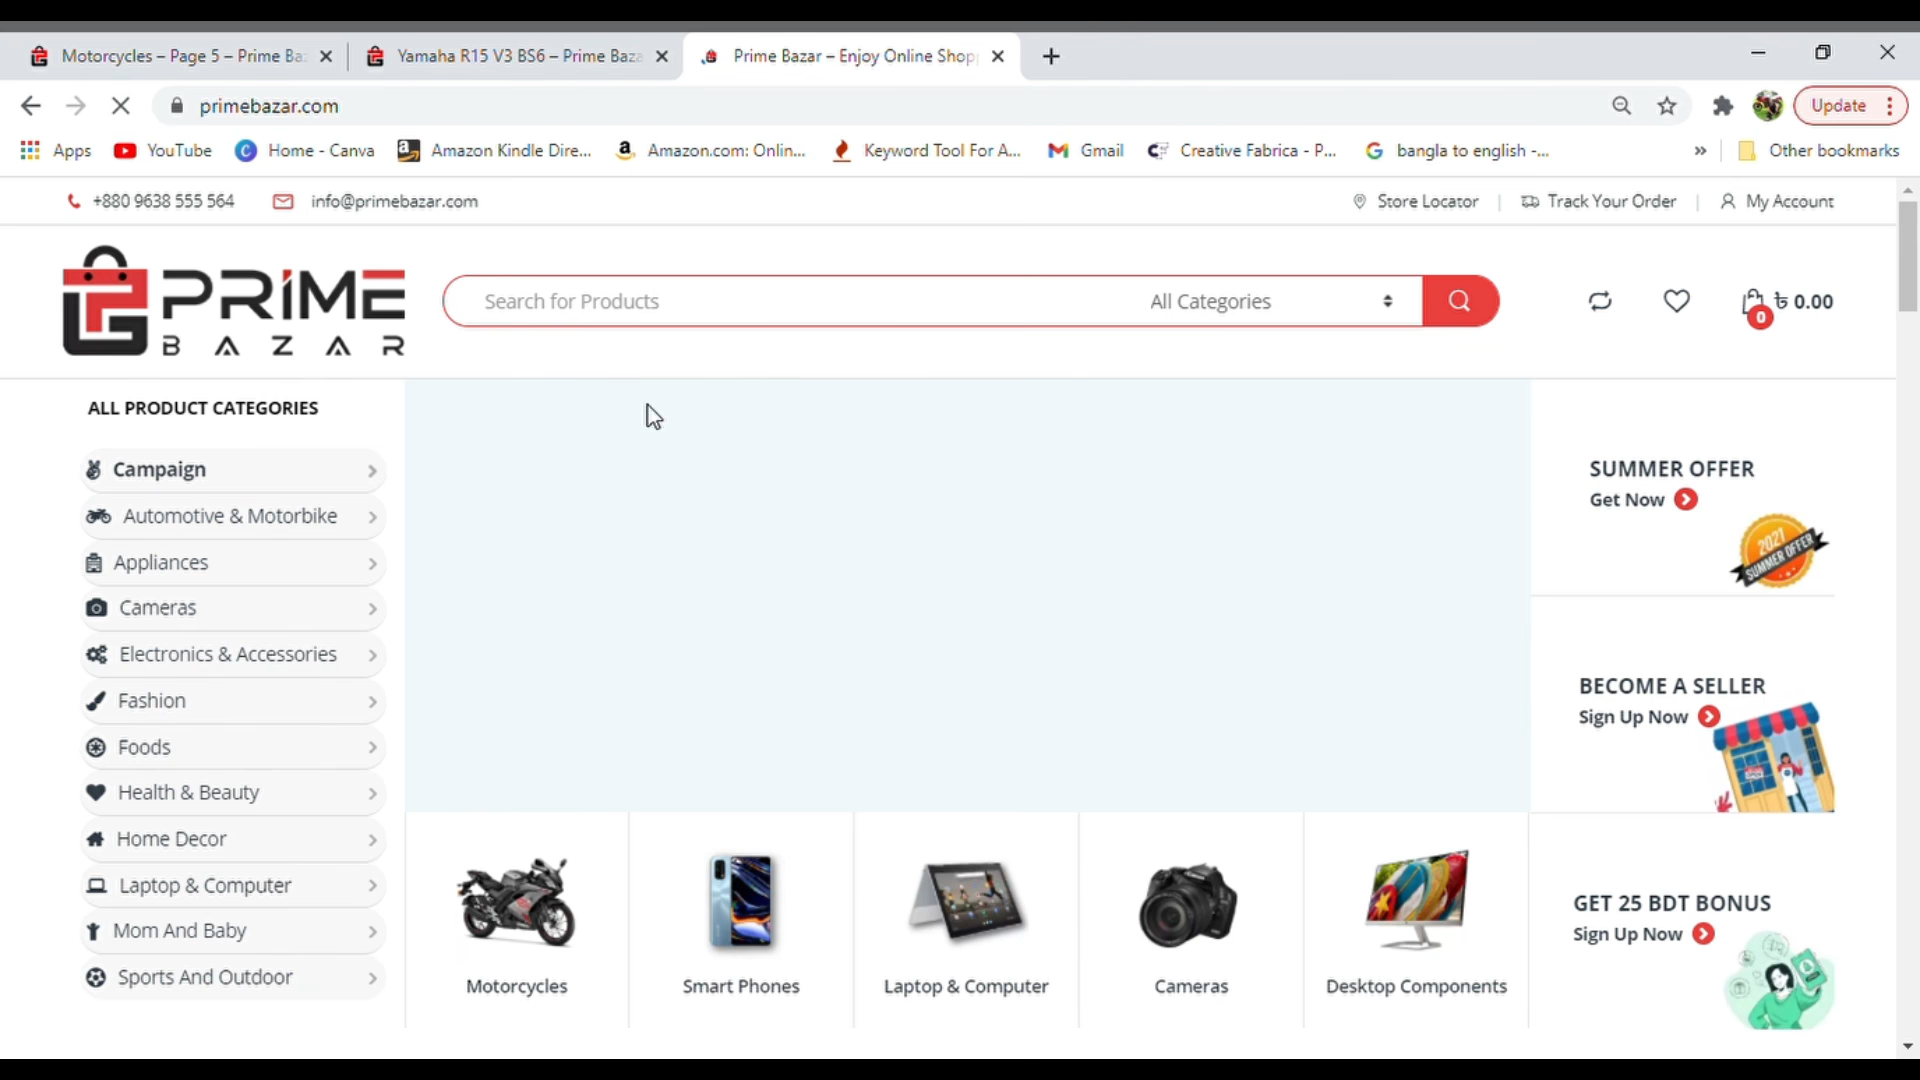 Motorcycles – Page 5 – Prime Ba
Yamaha R15 V3 BS6 – Prime Baza
Prime Bazar – Enjoy Online Shop
primebazar.com
Update
Apps
YouTube
Home - Canva
Amazon Kindle Dire...
Amazon.com: Onlin...
Keyword Tool For A...
Gmail
Creative Fabrica - P...
bangla to english -...
»
Other bookmarks
+880 9638 555 564
info@primebazar.com
Store Locator
Track Your Order
My Account
PRIME
BAZAR
Search for Products
All Categories
0
৳ 0.00
ALL PRODUCT CATEGORIES
Campaign
Automotive & Motorbike
Appliances
Cameras
Electronics & Accessories
Fashion
Foods
Health & Beauty
Home Decor
Laptop & Computer
Mom And Baby
Sports And Outdoor
Motorcycles
Smart Phones
Laptop & Computer
Cameras
Desktop Components
SUMMER OFFER
Get Now
2021
SUMMER OFFER
BECOME A SELLER
Sign Up Now
OPEN
GET 25 BDT BONUS
Sign Up Now